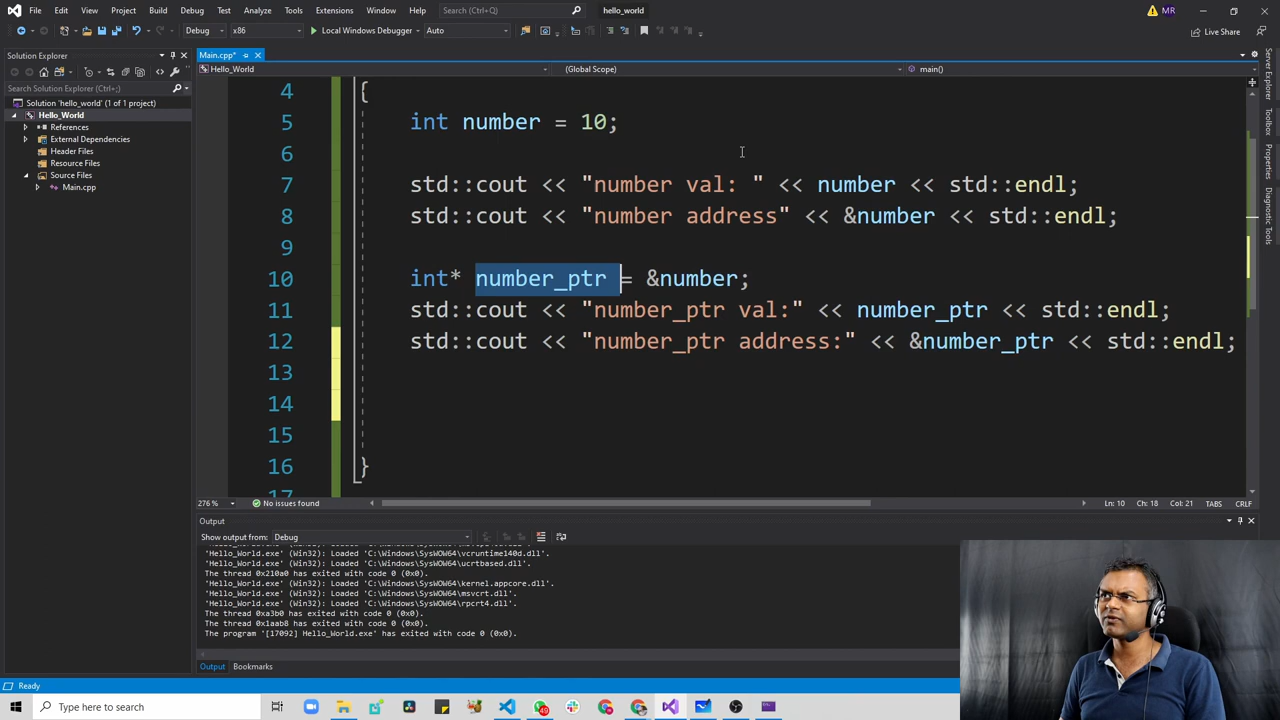 File Edit View Git Project Build Debug Test Analyze Tools Extensions Window Help Search (Ctrl+Q) hello_world MR
Debug x86 Local Windows Debugger Auto Live Share
Solution Explorer
Search Solution Explorer (Ctrl+;)
Solution 'hello_world' (1 of 1 project)
Hello_World
References
External Dependencies
Header Files
Resource Files
Source Files
Main.cpp
Main.cpp*
Hello_World (Global Scope) main()
4 {
5 int number = 10;
6
7 std::cout << "number val: " << number << std::endl;
8 std::cout << "number address" << &number << std::endl;
9
10 int* number_ptr = &number;
11 std::cout << "number_ptr val:" << number_ptr << std::endl;
12 std::cout << "number_ptr address:" << &number_ptr << std::endl;
13
14
15
16 }
17
276 % No issues found Ln: 10 Ch: 18 Col: 21 TABS CRLF
Server Explorer
Toolbox
Properties
Diagnostic Tools
Output
Show output from: Debug
'Hello_World.exe' (Win32): Loaded 'C:\Windows\SysWOW64\vcruntime140d.dll'.
'Hello_World.exe' (Win32): Loaded 'C:\Windows\SysWOW64\ucrtbased.dll'.
The thread 0x210a0 has exited with code 0 (0x0).
'Hello_World.exe' (Win32): Loaded 'C:\Windows\SysWOW64\kernel.appcore.dll'.
'Hello_World.exe' (Win32): Loaded 'C:\Windows\SysWOW64\msvcrt.dll'.
'Hello_World.exe' (Win32): Loaded 'C:\Windows\SysWOW64\rpcrt4.dll'.
The thread 0xa3b0 has exited with code 0 (0x0).
The thread 0x1aab8 has exited with code 0 (0x0).
The program '[17092] Hello_World.exe' has exited with code 0 (0x0).
Output Bookmarks
Ready
Type here to search